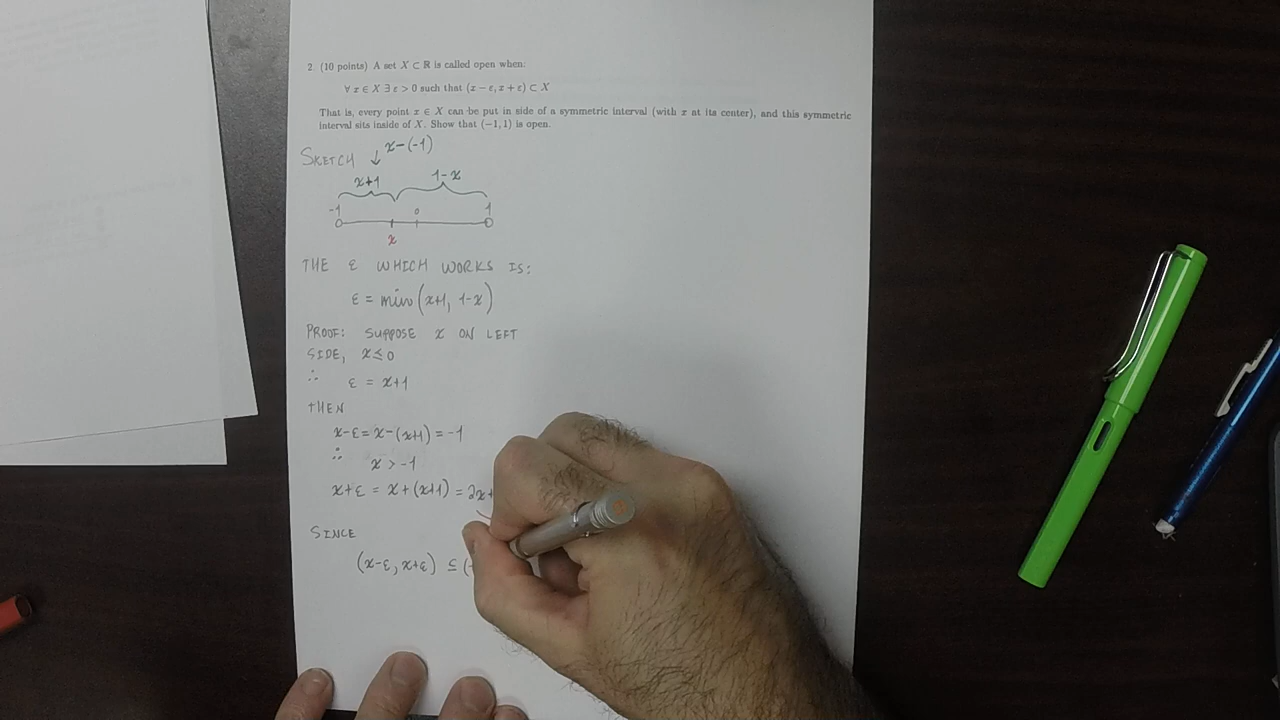 2. (10 points) A set X ⊂ ℝ is called open when:
∀ x ∈ X ∃ ε > 0 such that (x − ε, x + ε) ⊂ X
That is, every point x ∈ X can be put in side of a symmetric interval (with x at its center), and this symmetric
interval sits inside of X. Show that (−1, 1) is open.
SKETCH ↓ x-(-1)
x+1 1-x
-1 0 1
x
THE ε WHICH WORKS IS:
ε = min (x+1, 1-x)
PROOF: SUPPOSE x ON LEFT
SIDE, x ≤ 0
∴ ε = x+1
THEN
x-ε = x-(x+1) = -1
∴ x > -1
x+ε = x+(x+1) = 2x+
SINCE
(x-ε, x+ε) ⊆ (-